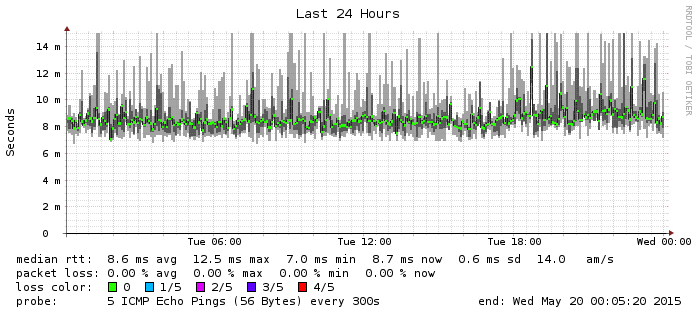 Last 24 Hours
RRDTOOL / TOBI OETIKER
Seconds
14 m
12 m
10 m
8 m
6 m
4 m
2 m
0
Tue 06:00 Tue 12:00 Tue 18:00 Wed 00:00
median rtt: 8.6 ms avg 12.5 ms max 7.0 ms min 8.7 ms now 0.6 ms sd 14.0 am/s
packet loss: 0.00 % avg 0.00 % max 0.00 % min 0.00 % now
loss color: 0 1/5 2/5 3/5 4/5
probe: 5 ICMP Echo Pings (56 Bytes) every 300s end: Wed May 20 00:05:20 2015